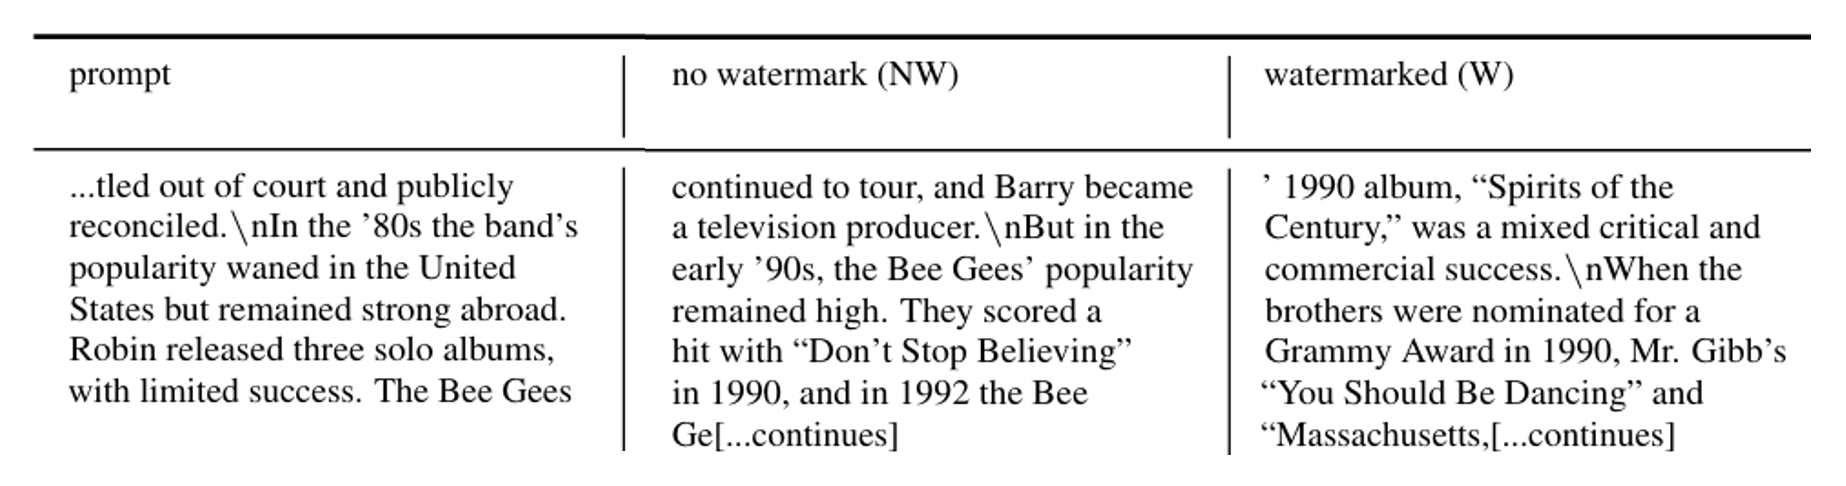 prompt
no watermark (NW)
watermarked (W)
...tled out of court and publicly
reconciled.\nIn the ’80s the band’s
popularity waned in the United
States but remained strong abroad.
Robin released three solo albums,
with limited success. The Bee Gees
continued to tour, and Barry became
a television producer.\nBut in the
early ’90s, the Bee Gees’ popularity
remained high. They scored a
hit with “Don’t Stop Believing”
in 1990, and in 1992 the Bee
Ge[...continues]
’ 1990 album, “Spirits of the
Century,” was a mixed critical and
commercial success.\nWhen the
brothers were nominated for a
Grammy Award in 1990, Mr. Gibb’s
“You Should Be Dancing” and
“Massachusetts,[...continues]